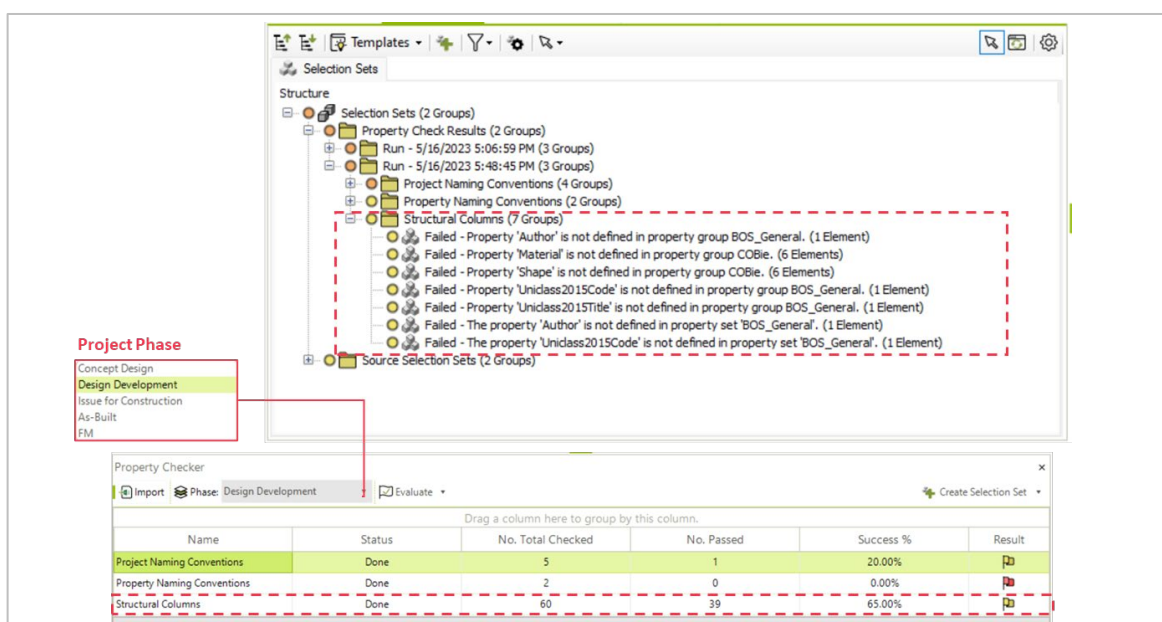 Templates
Selection Sets
Structure
Selection Sets (2 Groups)
Property Check Results (2 Groups)
Run - 5/16/2023 5:06:59 PM (3 Groups)
Run - 5/16/2023 5:48:45 PM (3 Groups)
Project Naming Conventions (4 Groups)
Property Naming Conventions (2 Groups)
Structural Columns (7 Groups)
Failed - Property 'Author' is not defined in property group BOS_General. (1 Element)
Failed - Property 'Material' is not defined in property group COBie. (6 Elements)
Failed - Property 'Shape' is not defined in property group COBie. (6 Elements)
Failed - Property 'Uniclass2015Code' is not defined in property group BOS_General. (1 Element)
Failed - Property 'Uniclass2015Title' is not defined in property group BOS_General. (1 Element)
Failed - The property 'Author' is not defined in property set 'BOS_General'. (1 Element)
Failed - The property 'Uniclass2015Code' is not defined in property set 'BOS_General'. (1 Element)
Source Selection Sets (2 Groups)
Project Phase
Concept Design
Design Development
Issue for Construction
As-Built
FM
Property Checker
Import Phase: Design Development Evaluate Create Selection Set
Drag a column here to group by this column.
Name Status No. Total Checked No. Passed Success % Result
Project Naming Conventions Done 5 1 20.00%
Property Naming Conventions Done 2 0 0.00%
Structural Columns Done 60 39 65.00%